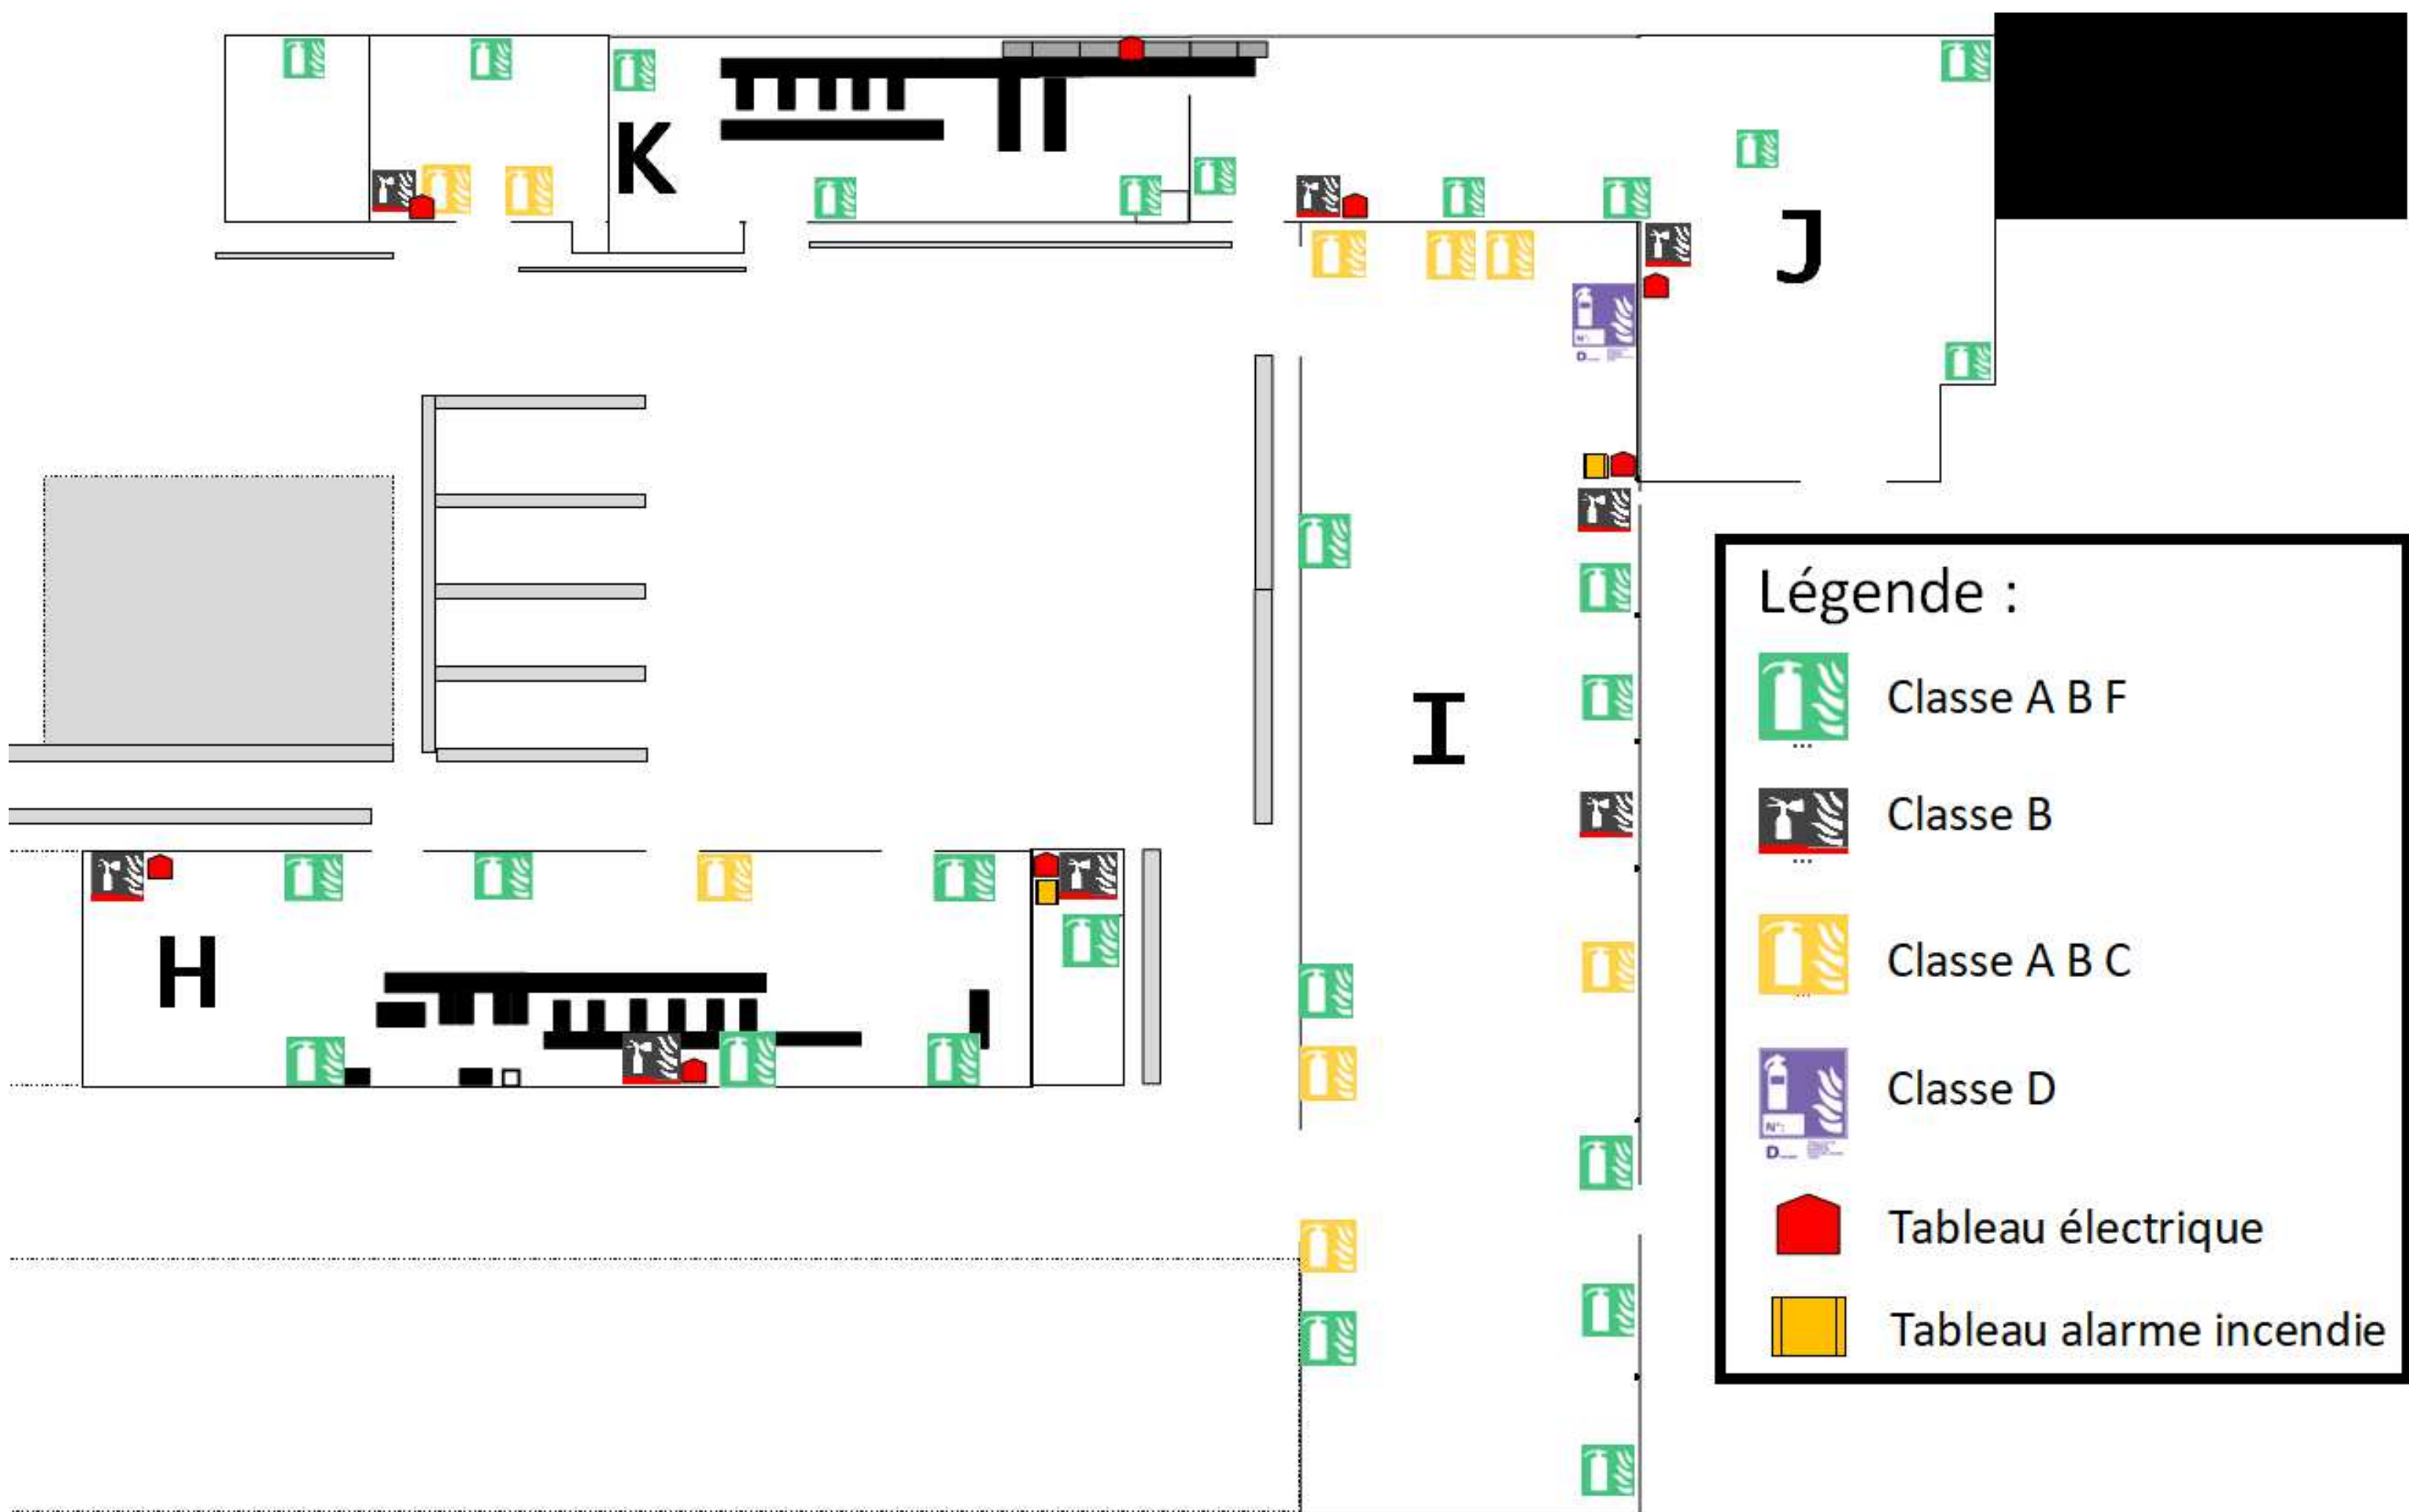 K
J
I
H
N°:
D
Légende :
Classe A B F
...
Classe B
...
Classe A B C
...
Classe D
N°:
D
Tableau électrique
Tableau alarme incendie